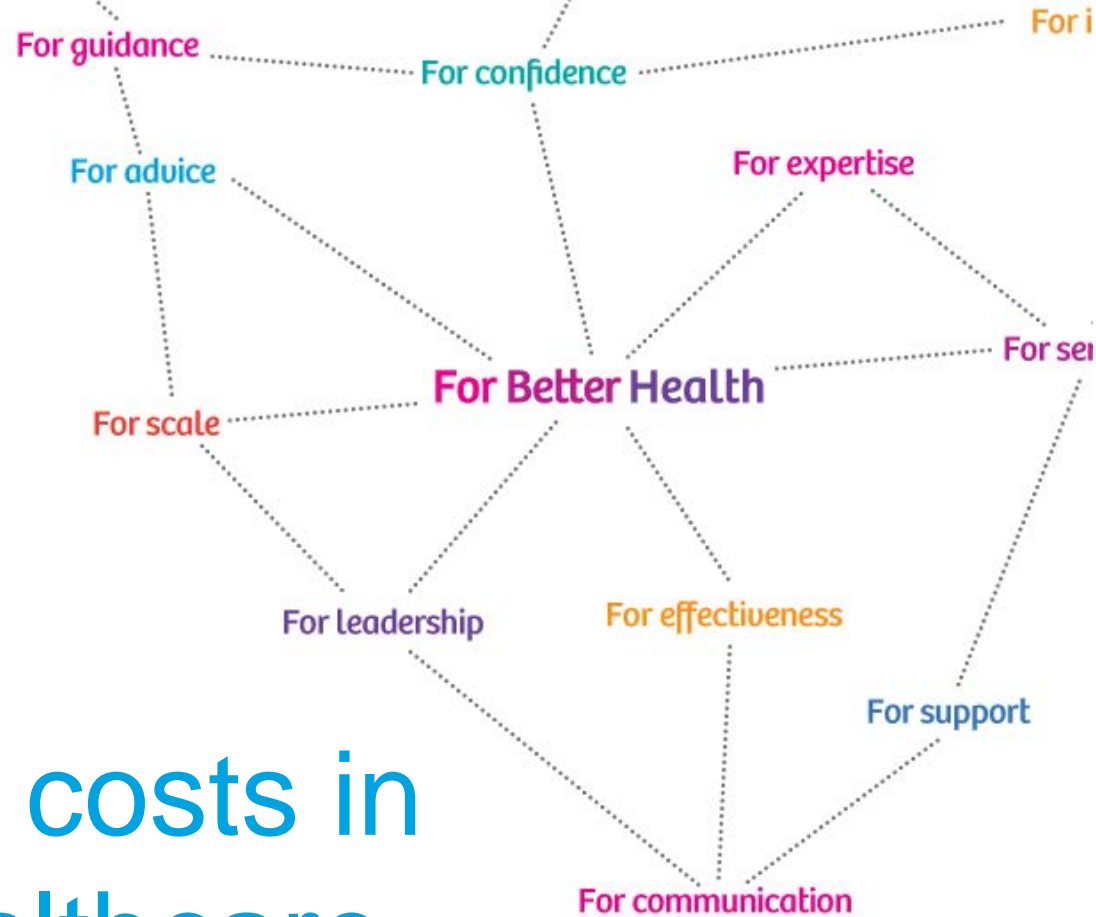 For guidance
For confidence
For advice
For expertise
For Better Health
For scale
For leadership
For effectiveness
For support
costs in
For communication